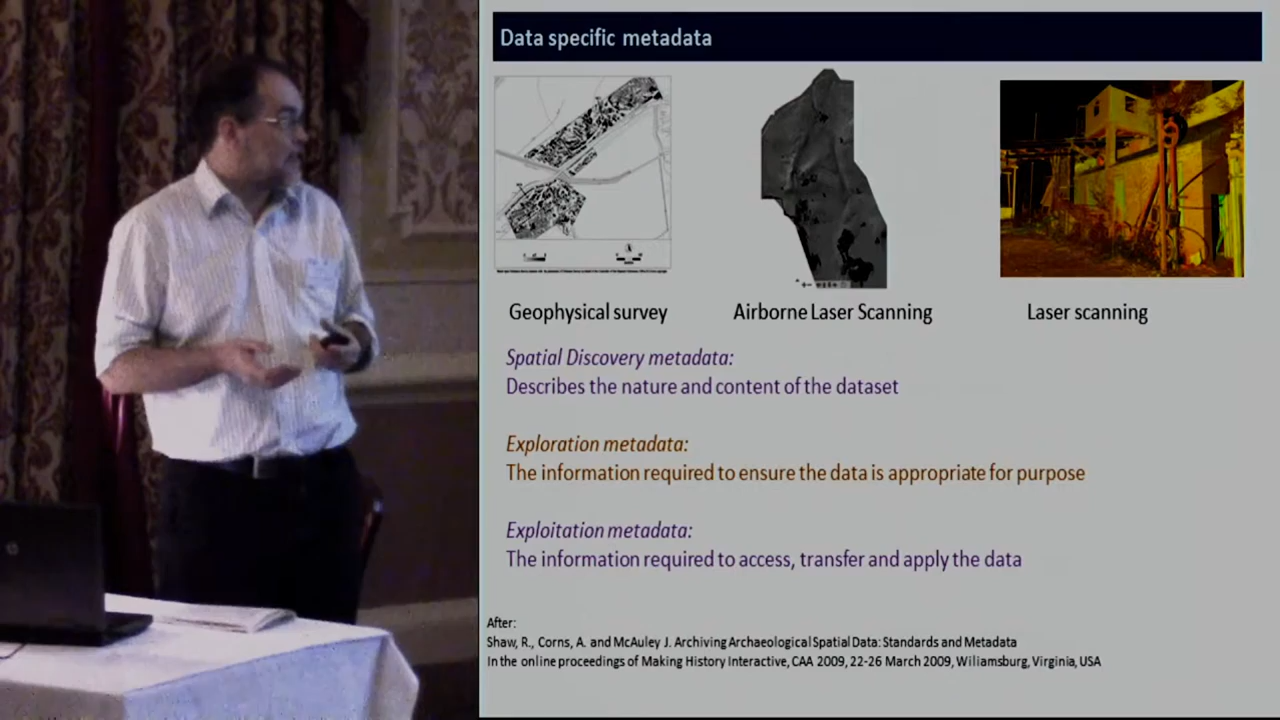 Data specific metadata
Geophysical survey
Airborne Laser Scanning
Laser scanning
Spatial Discovery metadata:
Describes the nature and content of the dataset
Exploration metadata:
The information required to ensure the data is appropriate for purpose
Exploitation metadata:
The information required to access, transfer and apply the data
After:
Shaw, R., Corns, A. and McAuley J. Archiving Archaeological Spatial Data: Standards and Metadata
In the online proceedings of Making History Interactive, CAA 2009, 22-26 March 2009, Wiliamsburg, Virginia, USA